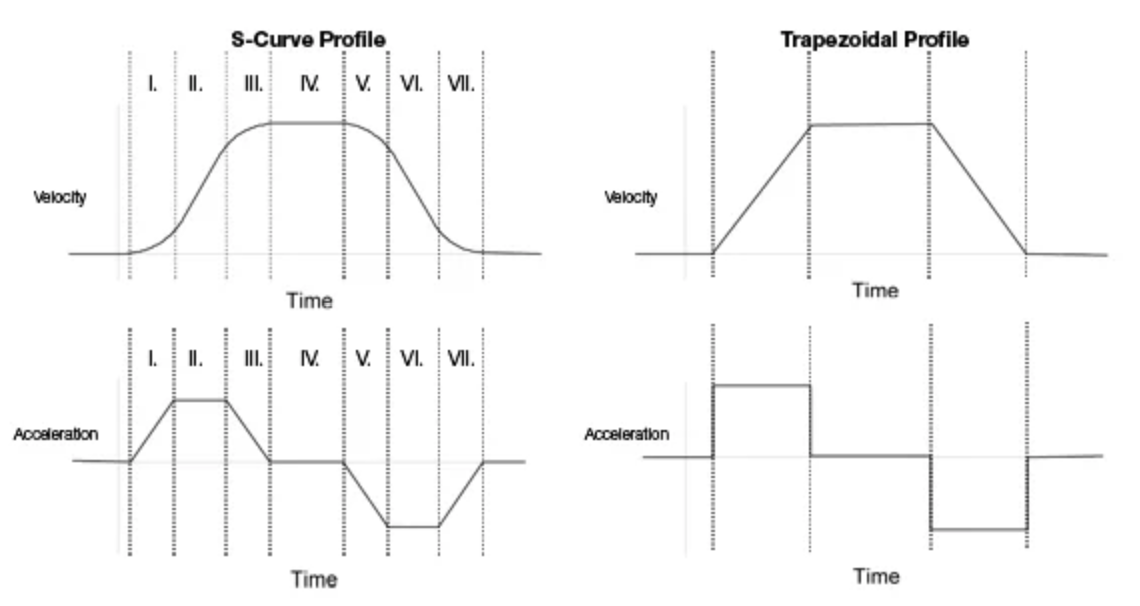 S-Curve Profile
I. II. III. IV. V. VI. VII.
Velocity
Time
I. II. III. IV. V. VI. VII.
Acceleration
Time
Trapezoidal Profile
Velocity
Time
Acceleration
Time